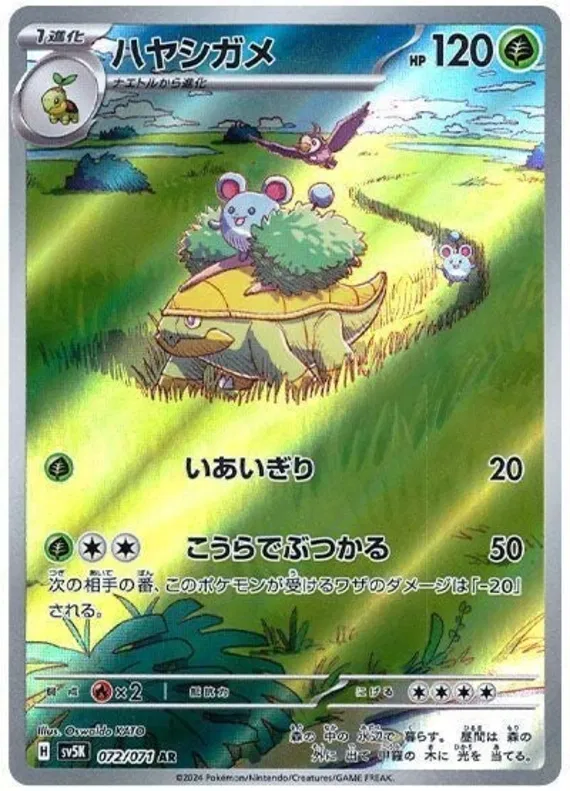 1進化
ハヤシガメ
HP 120
ナエトルから進化
いあいぎり 20
こうらでぶつかる 50
次の相手の番、このポケモンが受けるワザのダメージは「-20」
される。
弱点 ×2 抵抗力 にげる
Illus. Oswaldo KATO
森の中の水辺で暮らす。昼間は森の
外に出て甲羅の木に光を当てる。
H SV5K 072/071 AR
©2024 Pokémon/Nintendo/Creatures/GAME FREAK.